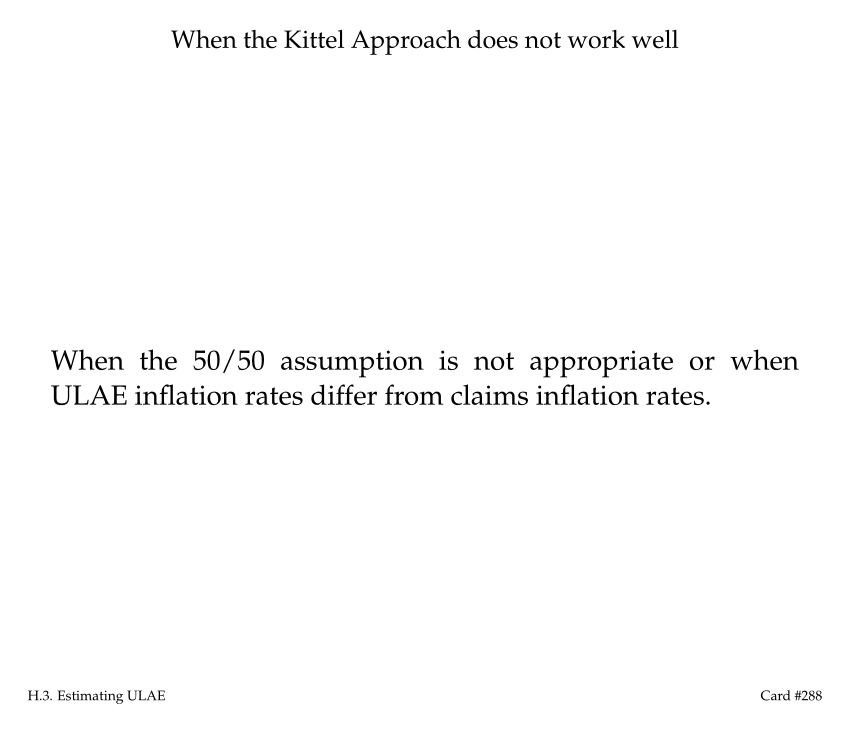 When the Kittel Approach does not work well
When the 50/50 assumption is not appropriate or when
ULAE inflation rates differ from claims inflation rates.
H.3. Estimating ULAE
Card #288